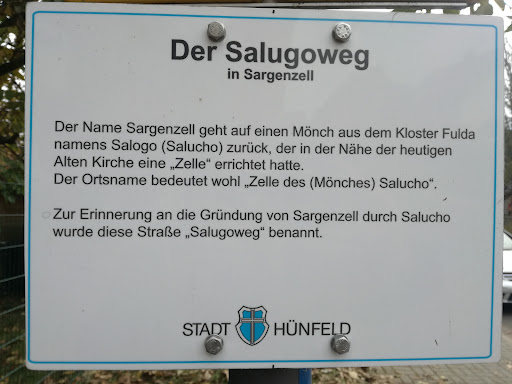 Der Salugoweg
in Sargenzell
Der Name Sargenzell geht auf einen Mönch aus dem Kloster Fulda
namens Salogo (Salucho) zurück, der in der Nähe der heutigen
Alten Kirche eine „Zelle“ errichtet hatte.
Der Ortsname bedeutet wohl „Zelle des (Mönches) Salucho“.
Zur Erinnerung an die Gründung von Sargenzell durch Salucho
wurde diese Straße „Salugoweg“ benannt.
STADT HÜNFELD